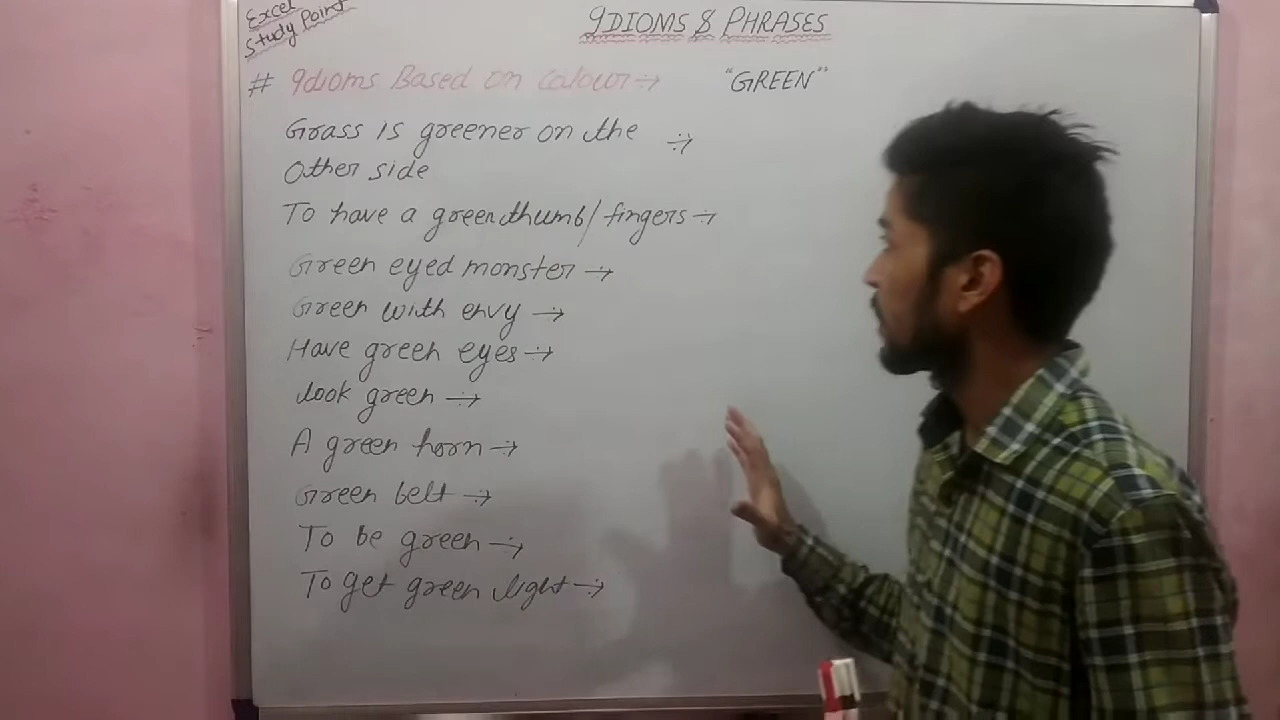 Excel
Study Point
IDIOMS & PHRASES
# Idioms Based on Colour → "GREEN"
Grass is greener on the →
Other side
To have a green thumb/fingers →
Green eyed monster →
Green with envy →
Have green eyes →
look green →
A green horn →
Green belt →
To be green →
To get green light →